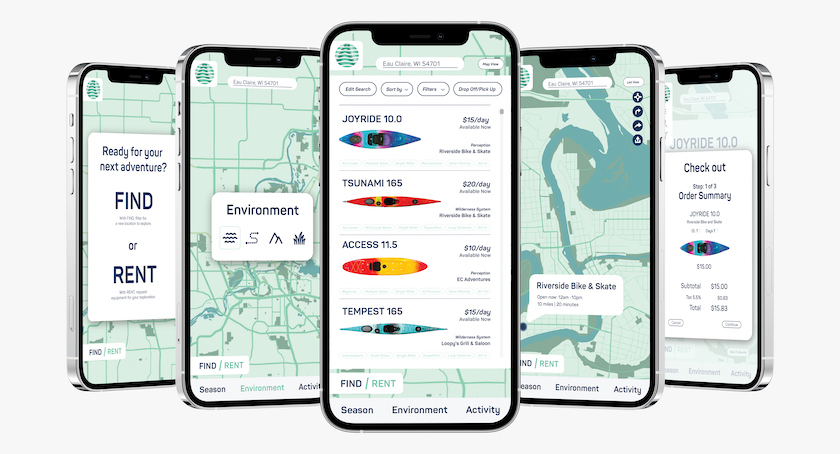 Ready for your
next adventure?
FIND
With FIND, filter for
a new location to explore.
or
RENT
With RENT, request
equipment for your exploration.
FIND / RENT
Eau Claire, WI 54701
Environment
FIND / RENT
Season Environment Activity
Eau Claire, WI 54701
Map View
Edit Search Sort by Filters Drop Off/Pick Up
JOYRIDE 10.0 $15/day
Available Now
Perception
Riverside Bike & Skate
TSUNAMI 165 $20/day
Available Now
Wilderness System
Riverside Bike & Skate
ACCESS 11.5 $10/day
Available Now
Perception
EC Adventures
TEMPEST 165 $15/day
Available Now
Wilderness System
Loopy's Grill & Saloon
FIND / RENT
Season Environment Activity
Eau Claire, WI 54701
List View
Riverside Bike & Skate
Open now: 12am -10pm
10 miles | 20 minutes
Environment Activity
JOYRIDE 10.0
Check out
Step: 1 of 3
Order Summary
JOYRIDE 10.0
Riverside Bike and Skate
$15.00
Subtotal $15.00
Tax 5.5% $0.83
Total $15.83
Cancel Continue
Environment Activity